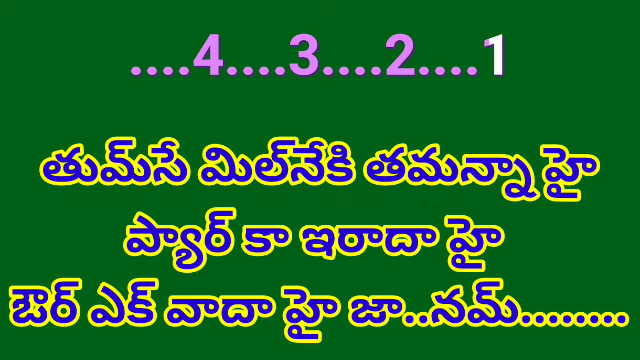 ....4....3....2....1
తుమ్‌సే మిల్‌నేకి తమన్నా హై
ప్యార్ కా ఇరాదా హై
ఔర్ ఎక్ వాదా హై జా..నమ్........